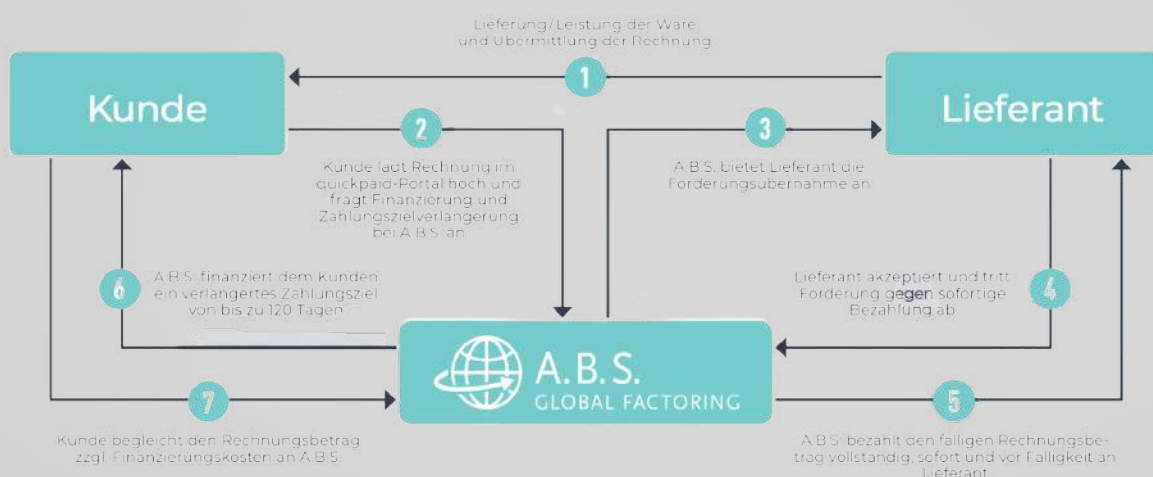 Lieferung/Leistung der Ware
und Übermittlung der Rechnung
1
Kunde
Lieferant
2
3
Kunde lädt Rechnung im
quickpaid-Portal hoch und
fragt Finanzierung und
Zahlungszielverlängerung
bei A.B.S. an
A.B.S. bietet Lieferant die
Forderungsübernahme an
6
A.B.S. finanziert dem Kunden
ein verlängertes Zahlungsziel
von bis zu 120 Tagen
Lieferant akzeptiert und tritt
Forderung gegen sofortige
Bezahlung ab
4
A.B.S.
GLOBAL FACTORING
7
5
Kunde begleicht den Rechnungsbetrag
zzgl. Finanzierungskosten an A.B.S.
A.B.S. bezahlt den fälligen Rechnungsbe-
trag vollständig, sofort und vor Fälligkeit an
Lieferant